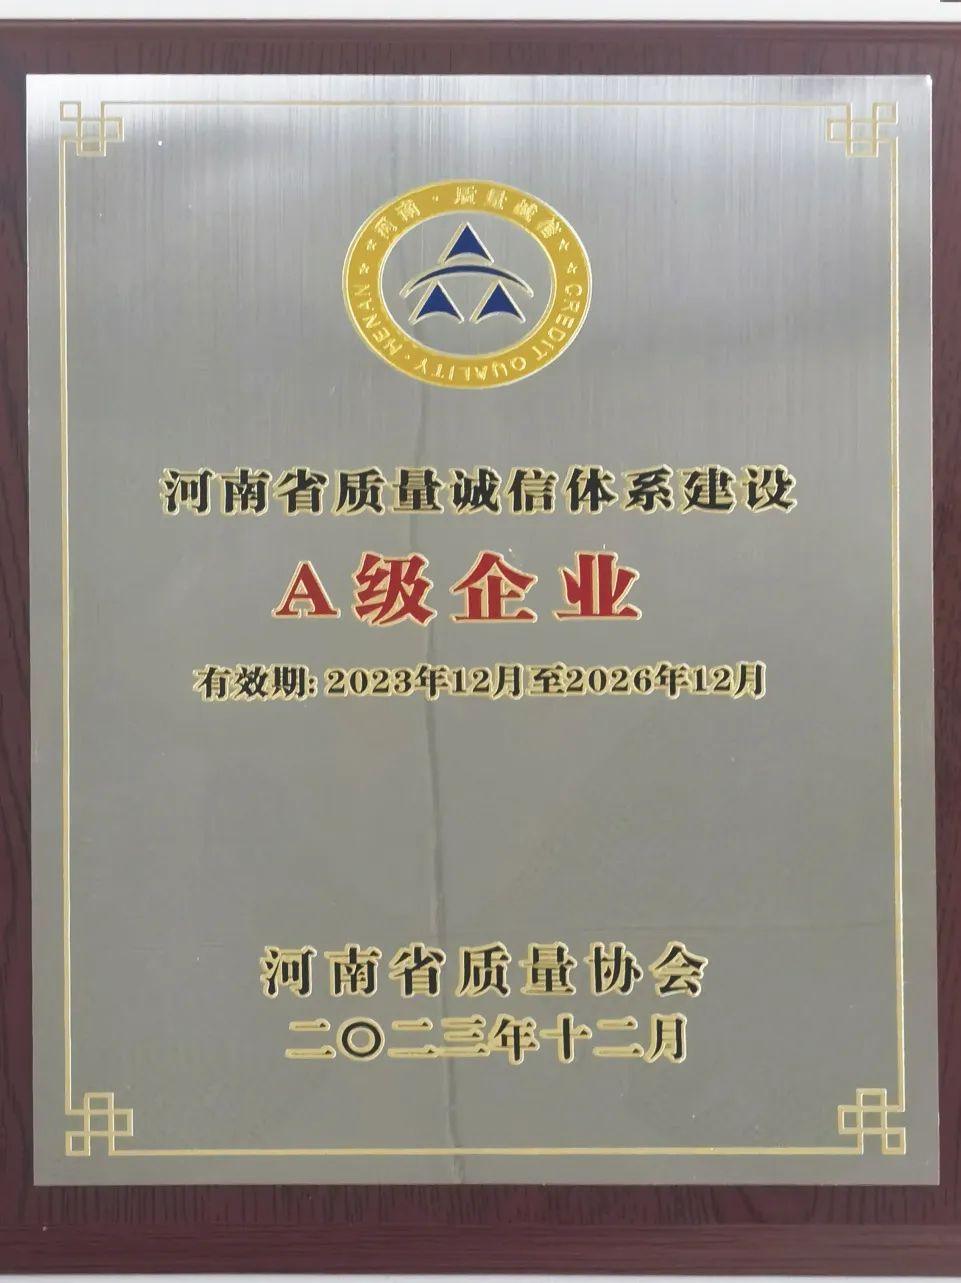 河南·质量诚信
CREDIT QUALITY·HENAN
河南省质量诚信体系建设
A级企业
有效期: 2023年12月至2026年12月
河南省质量协会
二〇二三年十二月